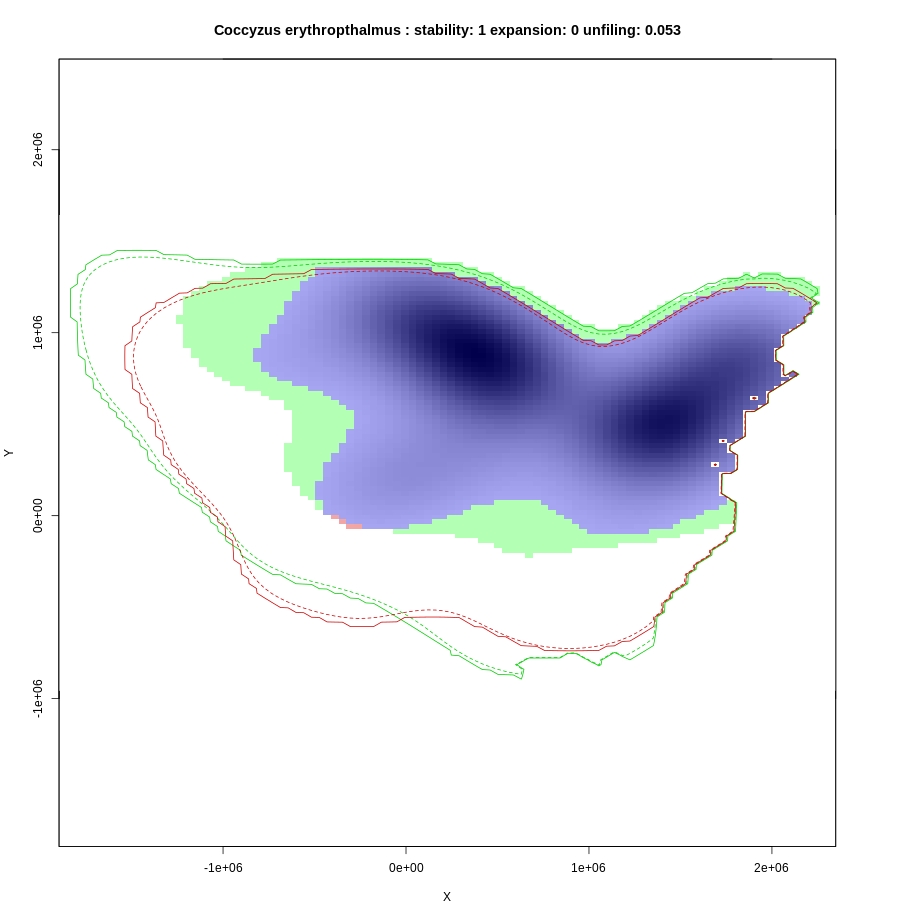 Coccyzus erythropthalmus : stability: 1 expansion: 0 unfiling: 0.053
2e+06
1e+06
Y
0e+00
-1e+06
-1e+06 0e+00 1e+06 2e+06
X